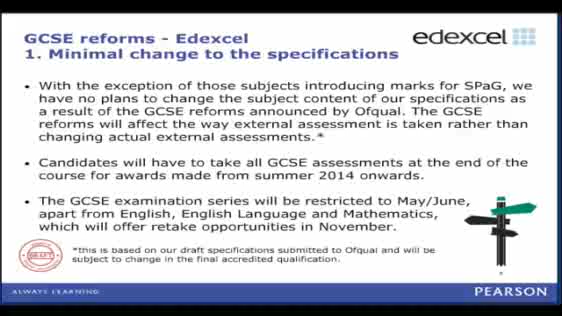 GCSE reforms - Edexcel
edexcel
1. Minimal change to the specifications
With the exception of those subjects introducing marks for SPaG, we
have no plans to change the subject content of our specifications as
a result of the GCSE reforms announced by Ofqual. The GCSE
reforms will affect the way external assessment is taken rather than
changing actual external assessments.*
Candidates will have to take all GCSE assessments at the end of the
course for awards made from summer 2014 onwards.
The GCSE examination series will be restricted to May/June,
apart from English, English Language and Mathematics,
which will offer retake opportunities in November.
DRAFT
*this is based on our draft specifications submitted to Ofqual and will be
subject to change in the final accredited qualification.
ALWAYS LEARNING
PEARSON